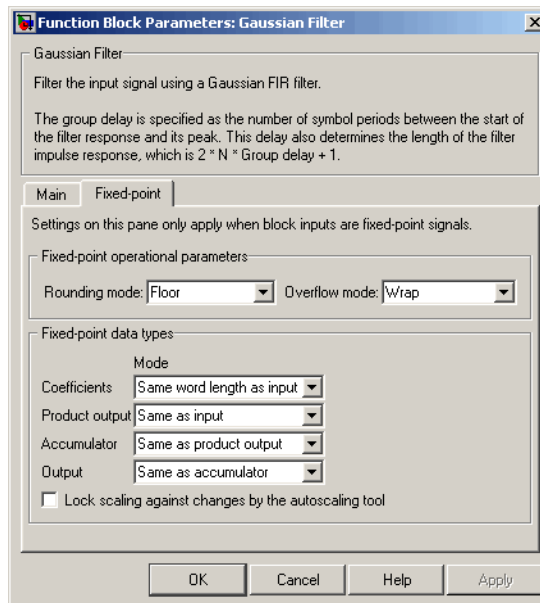 Function Block Parameters: Gaussian Filter
Gaussian Filter
Filter the input signal using a Gaussian FIR filter.
The group delay is specified as the number of symbol periods between the start of
the filter response and its peak. This delay also determines the length of the filter
impulse response, which is 2 * N * Group delay + 1.
Main Fixed-point
Settings on this pane only apply when block inputs are fixed-point signals.
Fixed-point operational parameters
Rounding mode: Floor Overflow mode: Wrap
Fixed-point data types
Mode
Coefficients Same word length as input
Product output Same as input
Accumulator Same as product output
Output Same as accumulator
Lock scaling against changes by the autoscaling tool
OK Cancel Help Apply